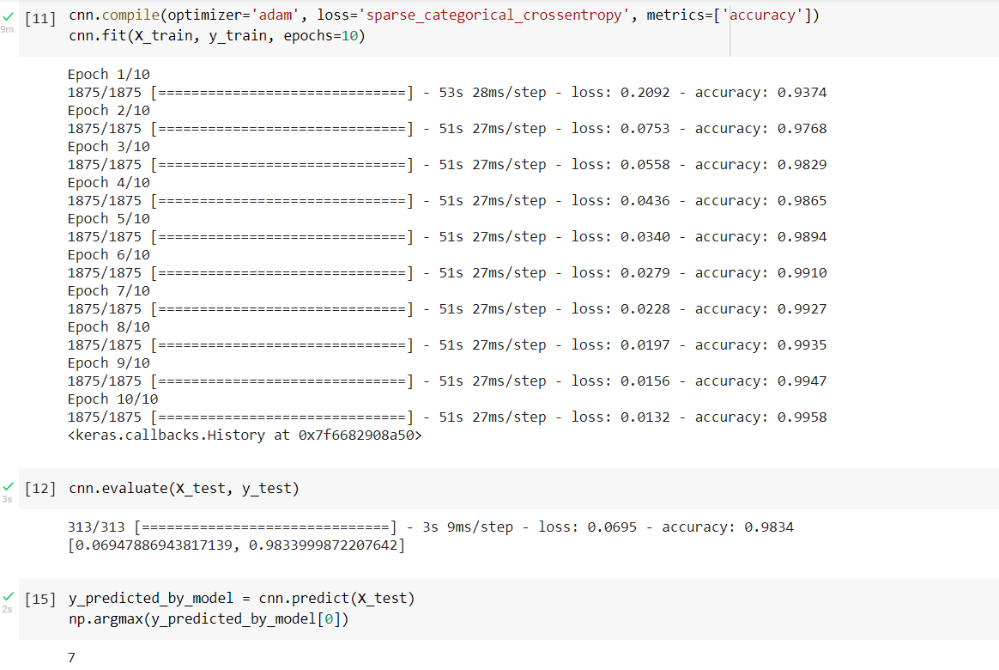 [11] cnn.compile(optimizer='adam', loss='sparse_categorical_crossentropy', metrics=['accuracy'])
9m cnn.fit(X_train, y_train, epochs=10)
Epoch 1/10
1875/1875 [==============================] - 53s 28ms/step - loss: 0.2092 - accuracy: 0.9374
Epoch 2/10
1875/1875 [==============================] - 51s 27ms/step - loss: 0.0753 - accuracy: 0.9768
Epoch 3/10
1875/1875 [==============================] - 51s 27ms/step - loss: 0.0558 - accuracy: 0.9829
Epoch 4/10
1875/1875 [==============================] - 51s 27ms/step - loss: 0.0436 - accuracy: 0.9865
Epoch 5/10
1875/1875 [==============================] - 51s 27ms/step - loss: 0.0340 - accuracy: 0.9894
Epoch 6/10
1875/1875 [==============================] - 51s 27ms/step - loss: 0.0279 - accuracy: 0.9910
Epoch 7/10
1875/1875 [==============================] - 51s 27ms/step - loss: 0.0228 - accuracy: 0.9927
Epoch 8/10
1875/1875 [==============================] - 51s 27ms/step - loss: 0.0197 - accuracy: 0.9935
Epoch 9/10
1875/1875 [==============================] - 51s 27ms/step - loss: 0.0156 - accuracy: 0.9947
Epoch 10/10
1875/1875 [==============================] - 51s 27ms/step - loss: 0.0132 - accuracy: 0.9958
<keras.callbacks.History at 0x7f6682908a50>
[12] cnn.evaluate(X_test, y_test)
3s
313/313 [==============================] - 3s 9ms/step - loss: 0.0695 - accuracy: 0.9834
[0.06947886943817139, 0.9833999872207642]
[15] y_predicted_by_model = cnn.predict(X_test)
2s np.argmax(y_predicted_by_model[0])
7